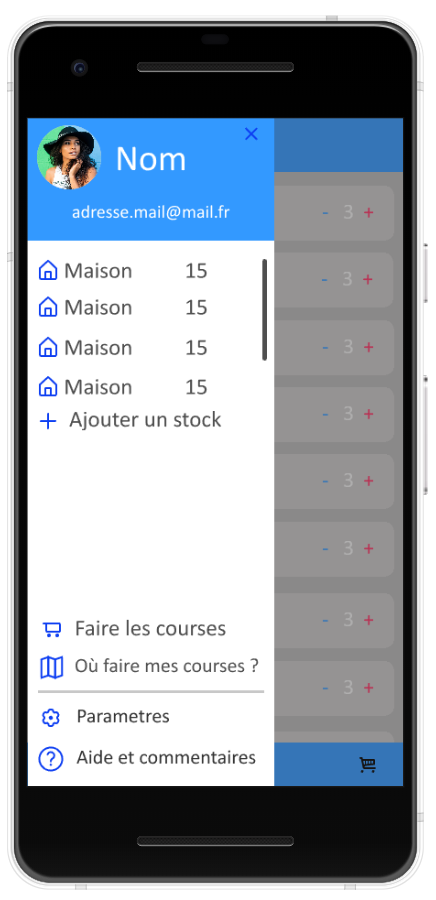 Nom
adresse.mail@mail.fr
- 3 +
- 3 +
Maison 15
Maison 15
Maison 15
- 3 +
Maison 15
Ajouter un stock
- 3 +
- 3 +
- 3 +
Faire les courses
- 3 +
Où faire mes courses ?
- 3 +
Parametres
Aide et commentaires